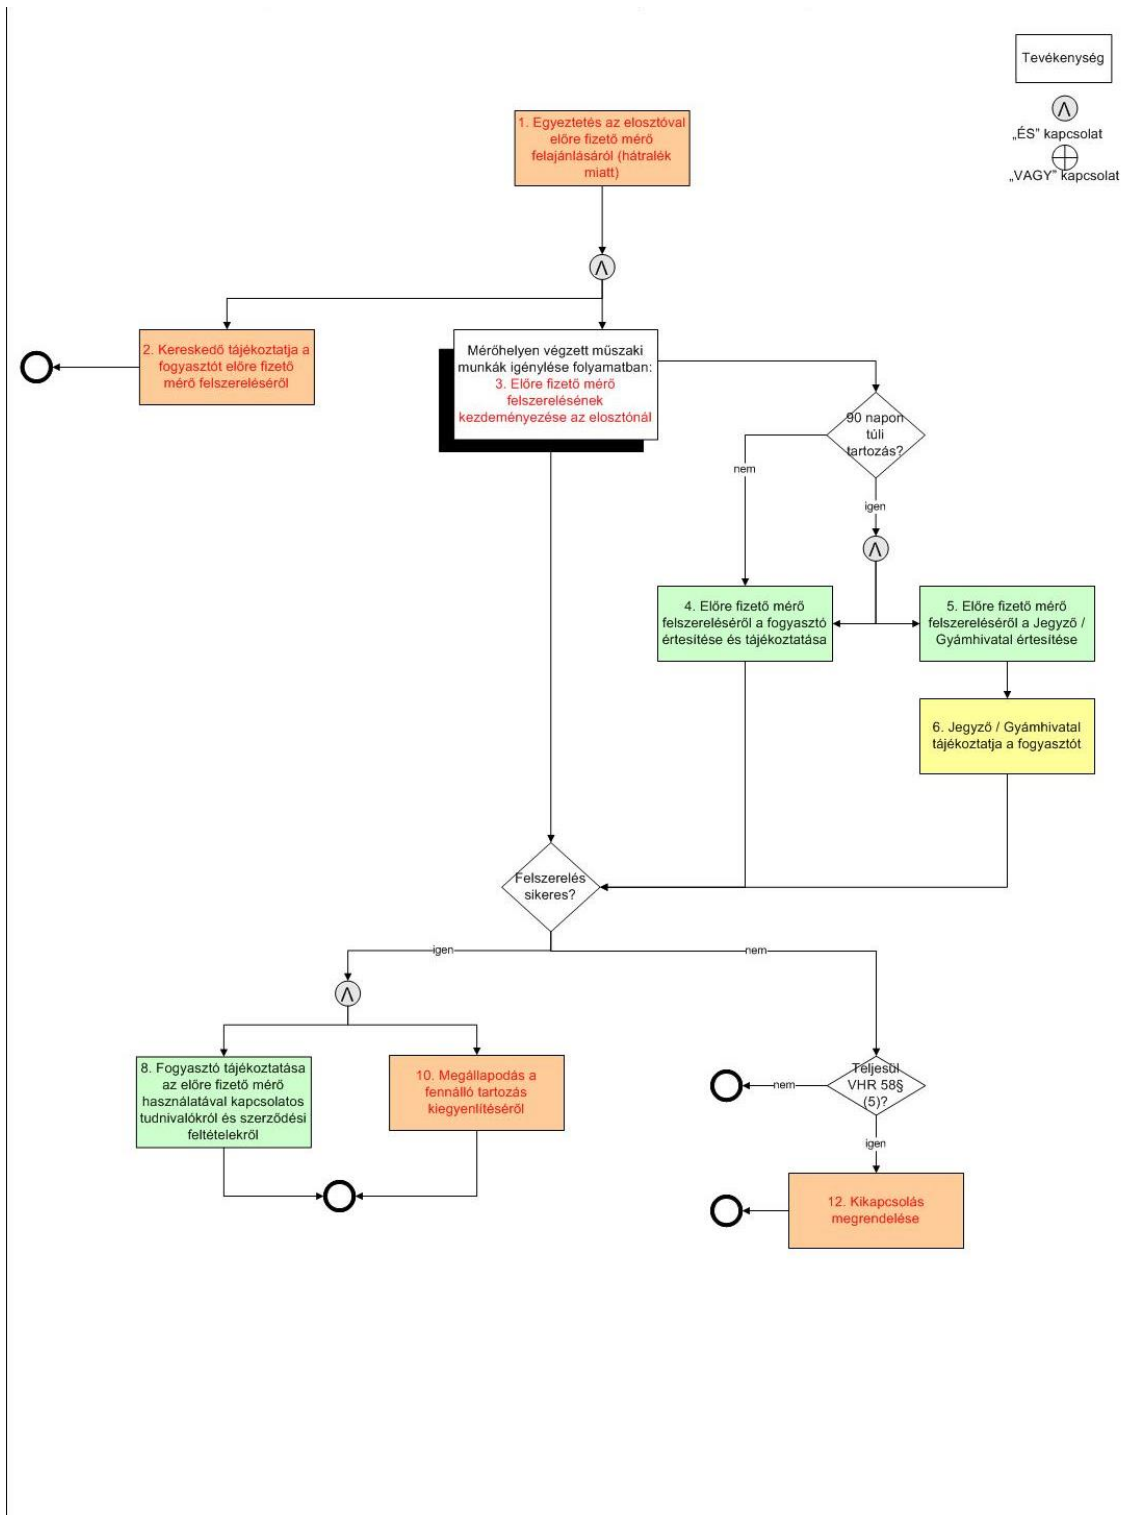 Tevékenység
Λ
„ÉS" kapcsolat
„VAGY" kapcsolat
1. Egyeztetés az elosztóval
előre fizető mérő
felajánlásáról (hátralék
miatt)
Λ
2. Kereskedő tájékoztatja a
fogyasztót előre fizető
mérő felszereléséről
Mérőhelyen végzett műszaki
munkák igénylése folyamatban:
3. Előre fizető mérő
felszerelésének
kezdeményezése az elosztónál
90 napon
túli
tartozás?
nem
igen
Λ
4. Előre fizető mérő
felszereléséről a fogyasztó
értesítése és tájékoztatása
5. Előre fizető mérő
felszereléséről a Jegyző /
Gyámhivatal értesítése
6. Jegyző / Gyámhivatal
tájékoztatja a fogyasztót
Felszerelés
sikeres?
igen
nem
Λ
8. Fogyasztó tájékoztatása
az előre fizető mérő
használatával kapcsolatos
tudnivalókról és szerződési
feltételekről
10. Megállapodás a
fennálló tartozás
kiegyenlítéséről
Teljesül
VHR 58§
(5)?
nem
igen
12. Kikapcsolás
megrendelése